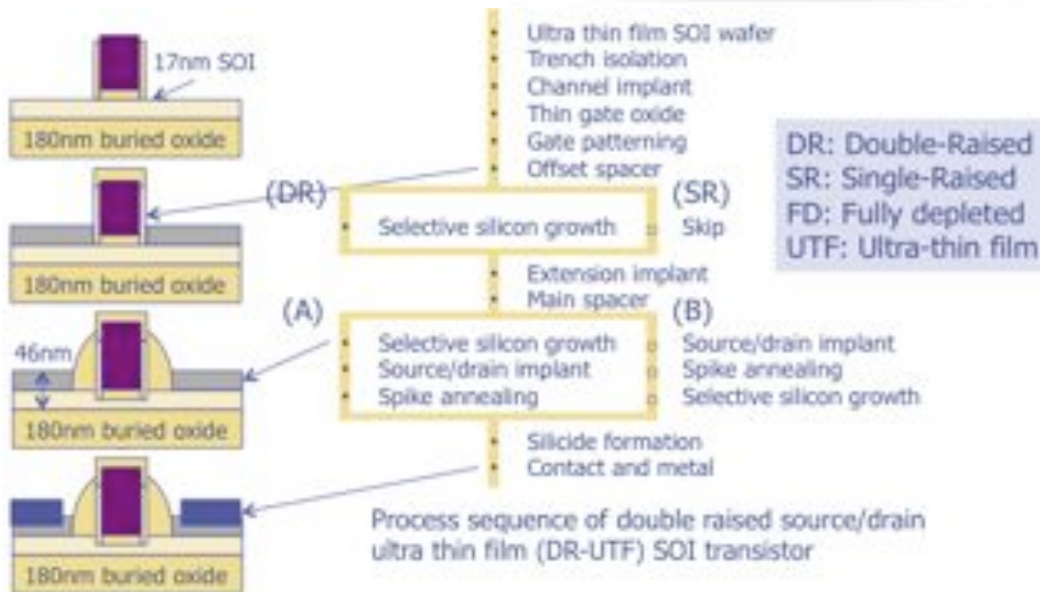 17nm SOI
180nm buried oxide
180nm buried oxide
46nm
180nm buried oxide
180nm buried oxide
Ultra thin film SOI wafer
Trench isolation
Channel implant
Thin gate oxide
Gate patterning
Offset spacer
(DR)
(SR)
Selective silicon growth
Skip
Extension implant
Main spacer
(A)
(B)
Selective silicon growth
Source/drain implant
Source/drain implant
Spike annealing
Spike annealing
Selective silicon growth
Silicide formation
Contact and metal
DR: Double-Raised
SR: Single-Raised
FD: Fully depleted
UTF: Ultra-thin film
Process sequence of double raised source/drain
ultra thin film (DR-UTF) SOI transistor